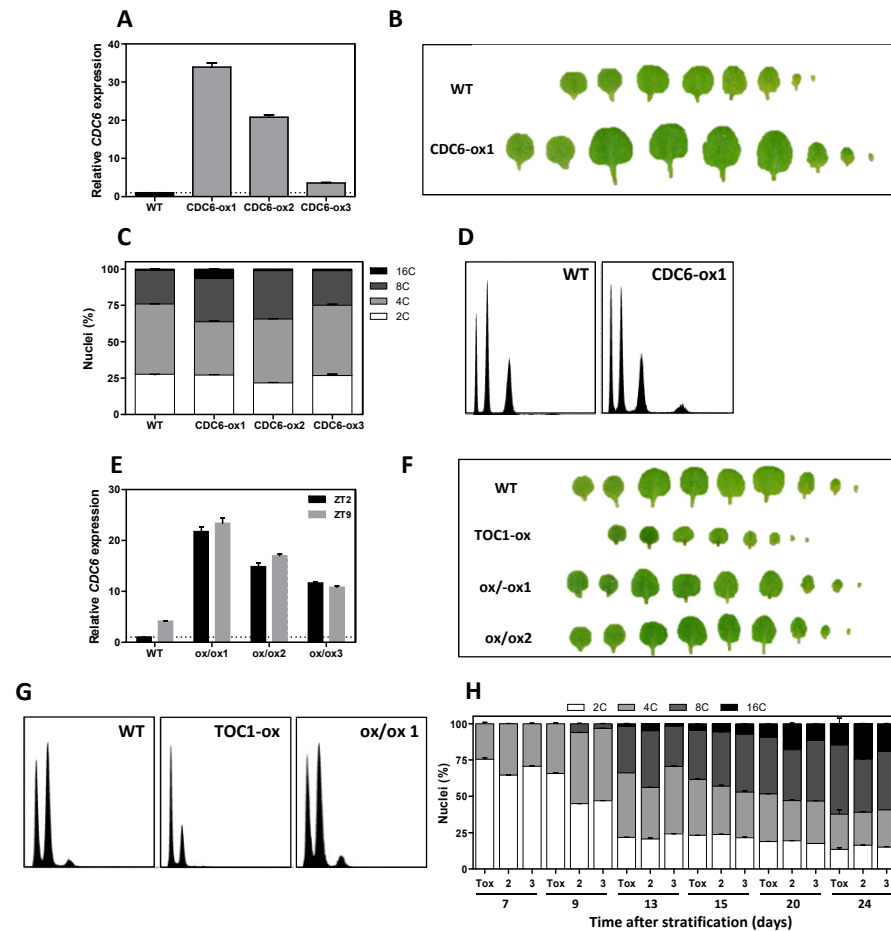 A
Relative CDC6 expression
40
30
20
10
0
WT CDC6-ox1 CDC6-ox2 CDC6-ox3
B
WT
CDC6-ox1
C
Nuclei (%)
100
75
50
25
0
WT CDC6-ox1 CDC6-ox2 CDC6-ox3
16C
8C
4C
2C
D
WT
CDC6-ox1
E
Relative CDC6 expression
30
20
10
0
ZT2
ZT9
WT ox/ox1 ox/ox2 ox/ox3
F
WT
TOC1-ox
ox/-ox1
ox/ox2
G
WT
TOC1-ox
ox/ox 1
H
2C 4C 8C 16C
Nuclei (%)
100
75
50
25
0
Tox 2 3 Tox 2 3 Tox 2 3 Tox 2 3 Tox 2 3 Tox 2 3
7 9 13 15 20 24
Time after stratification (days)